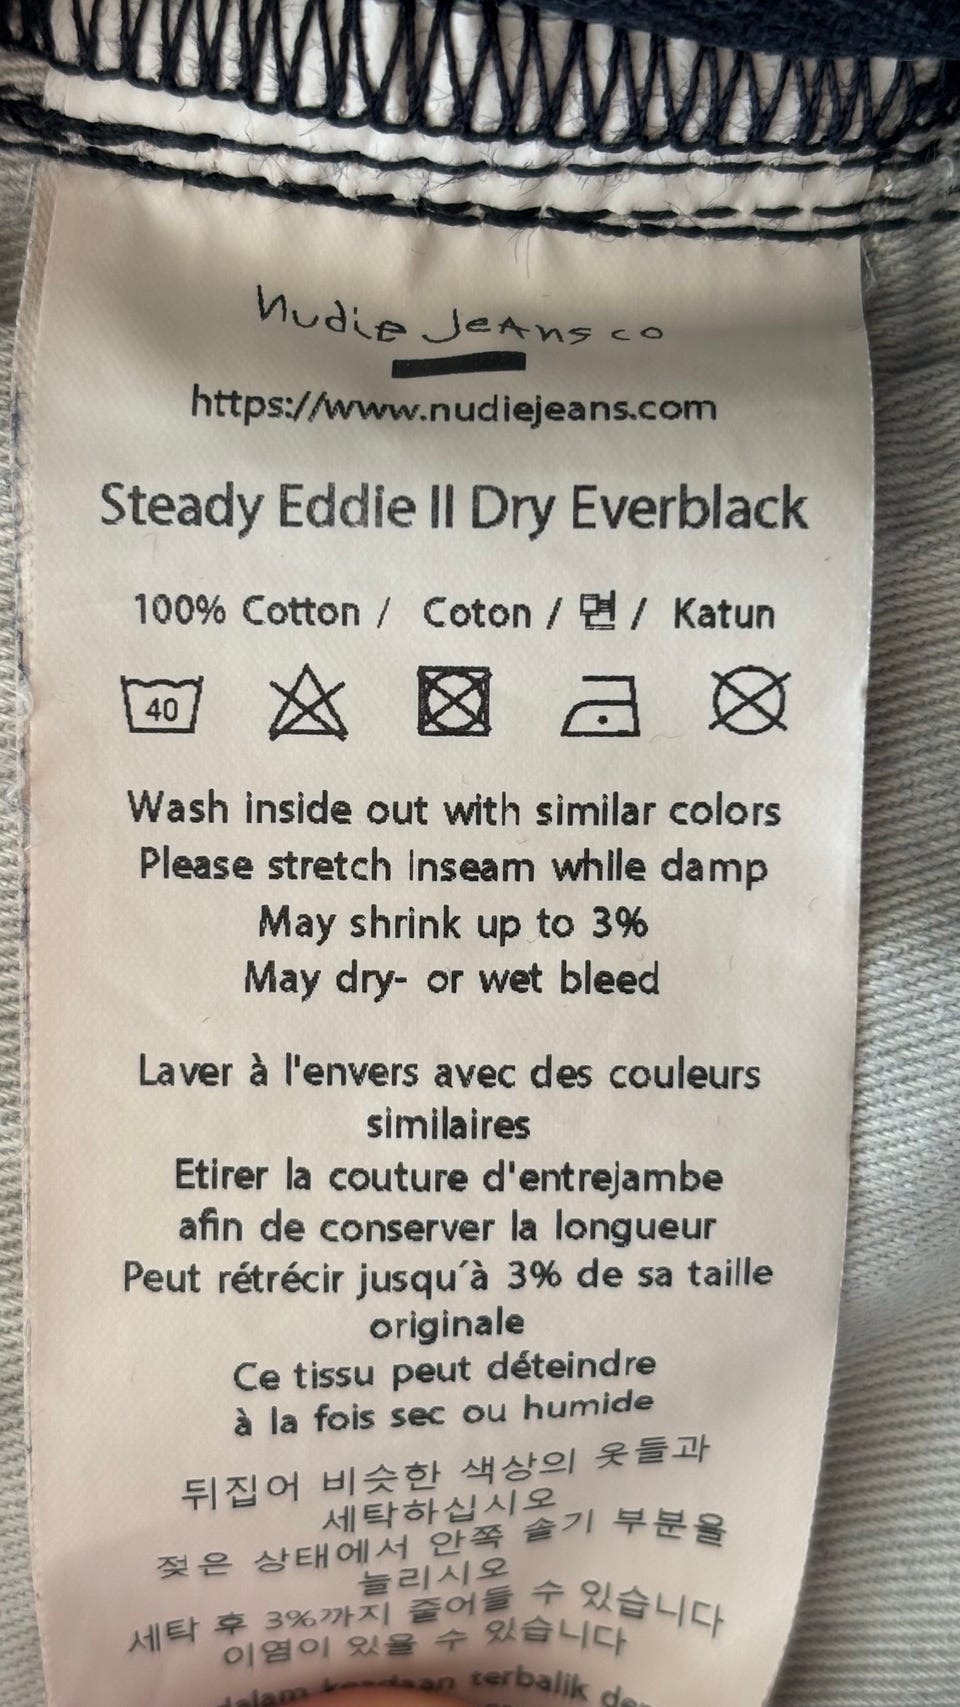 Nudie Jeans co
https://www.nudiejeans.com
Steady Eddie II Dry Everblack
100% Cotton / Coton / 면 / Katun
40
Wash inside out with similar colors
Please stretch inseam while damp
May shrink up to 3%
May dry- or wet bleed
Laver à l'envers avec des couleurs
similaires
Etirer la couture d'entrejambe
afin de conserver la longueur
Peut rétrécir jusqu´à 3% de sa taille
originale
Ce tissu peut déteindre
à la fois sec ou humide
뒤집어 비슷한 색상의 옷들과
세탁하십시오
젖은 상태에서 안쪽 솔기 부분을
늘리시오
세탁 후 3%까지 줄어들 수 있습니다
이염이 있을 수 있습니다
dalam keadaan terbalik